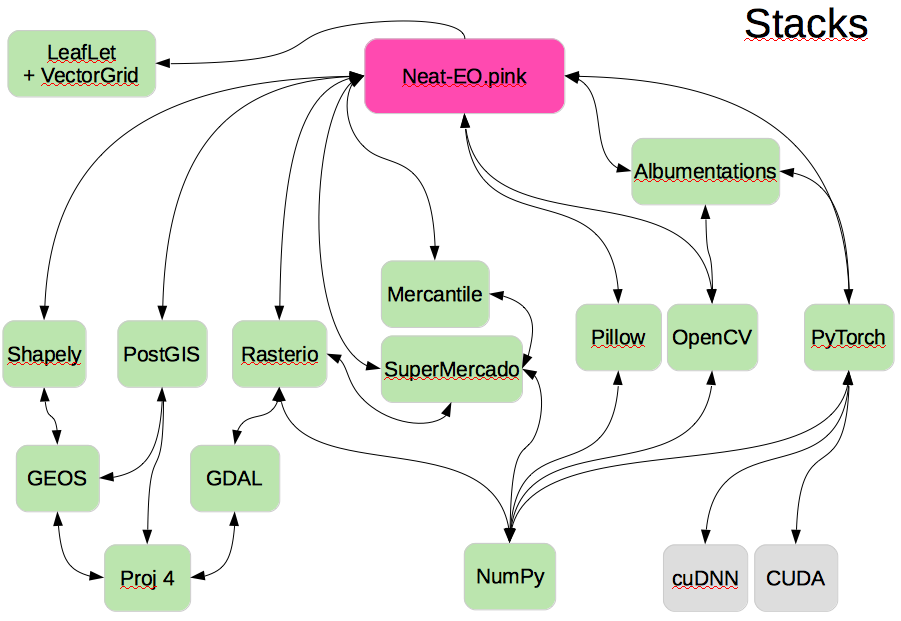 Stacks
LeafLet
+ VectorGrid
Neat-EO.pink
Albumentations
Mercantile
Shapely
PostGIS
Rasterio
SuperMercado
Pillow
OpenCV
PyTorch
GEOS
GDAL
Proj 4
NumPy
cuDNN
CUDA